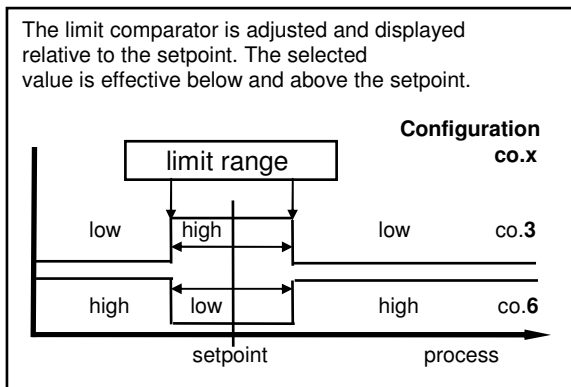 The limit comparator is adjusted and displayed
relative to the setpoint. The selected
value is effective below and above the setpoint.
Configuration
co.x
limit range
low high low co.3
high low high co.6
setpoint process